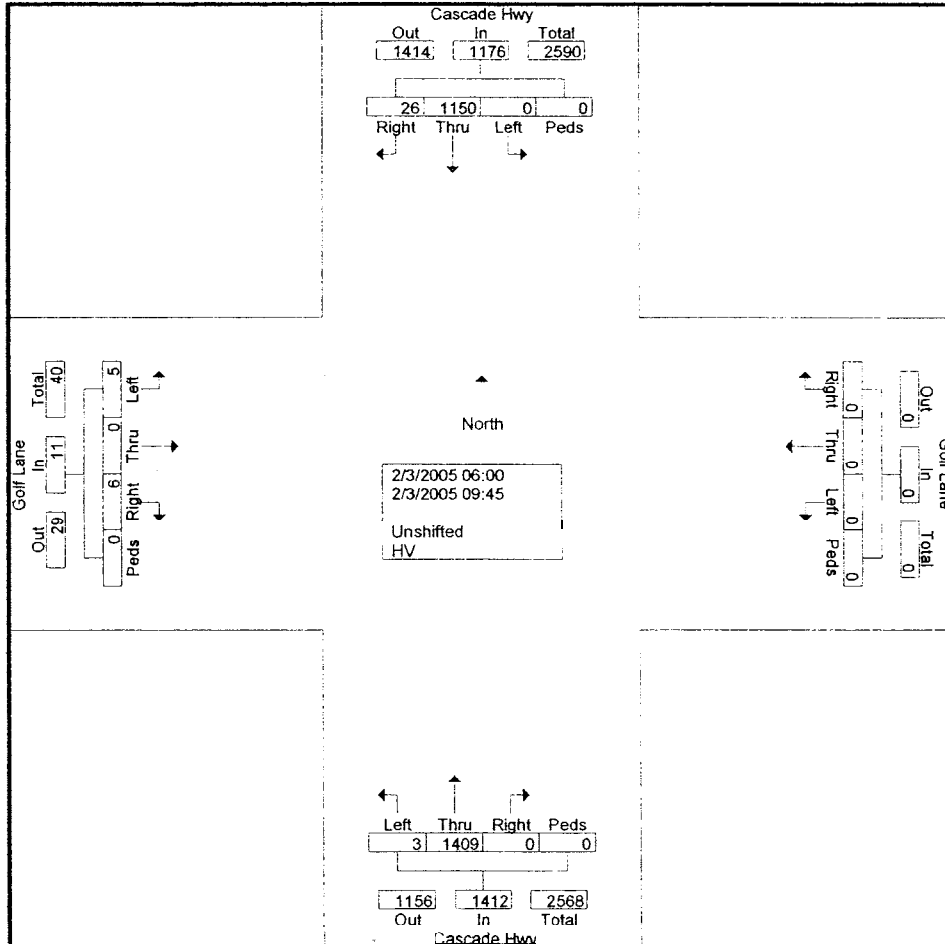 Cascade Hwy
Out In Total
1414 1176 2590
26 1150 0 0
Right Thru Left Peds
Golf Lane
Total In Out
40 11 29
5 0 6 0
Left Thru Right Peds
North
2/3/2005 06:00
2/3/2005 09:45
Unshifted
HV
Right Thru Left Peds
0 0 0 0
Out In Total
0 0 0
Golf Lane
Left Thru Right Peds
3 1409 0 0
1156 1412 2568
Out In Total
Cascade Hwy